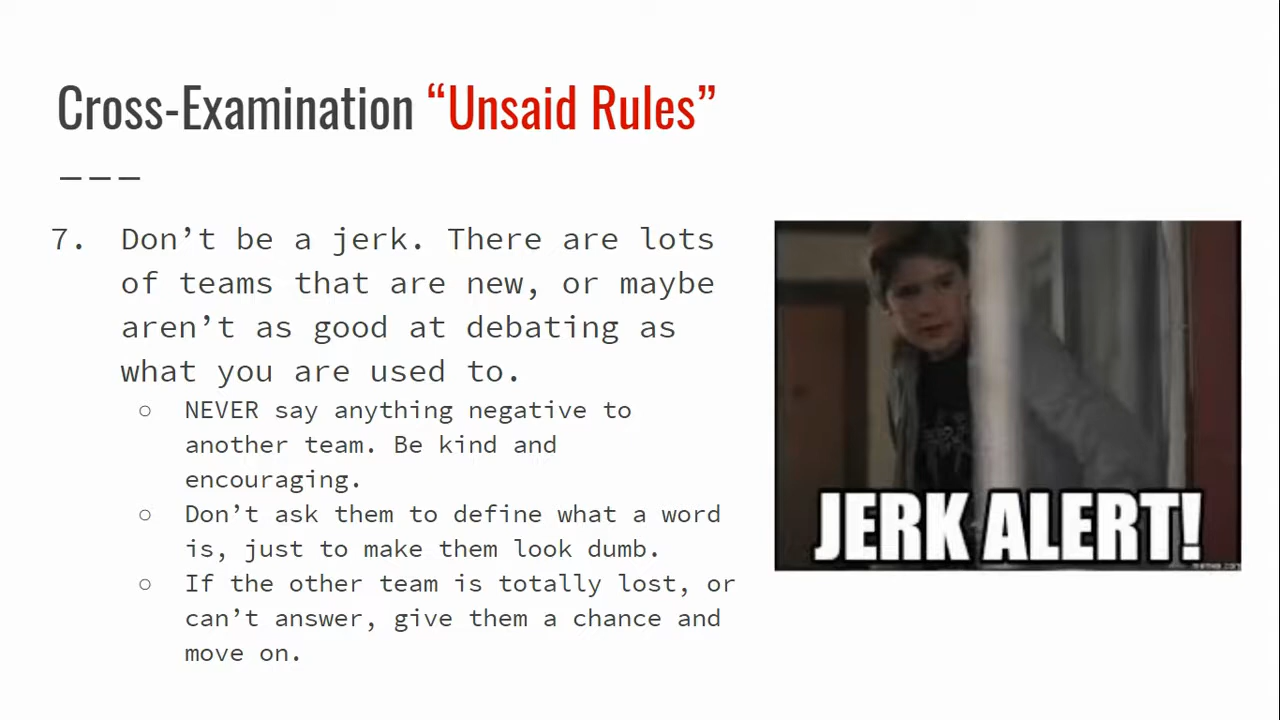 Cross-Examination “Unsaid Rules”
7. Don’t be a jerk. There are lots
of teams that are new, or maybe
aren’t as good at debating as
what you are used to.
○ NEVER say anything negative to
another team. Be kind and
encouraging.
○ Don’t ask them to define what a word
is, just to make them look dumb.
○ If the other team is totally lost, or
can’t answer, give them a chance and
move on.
JERK ALERT!